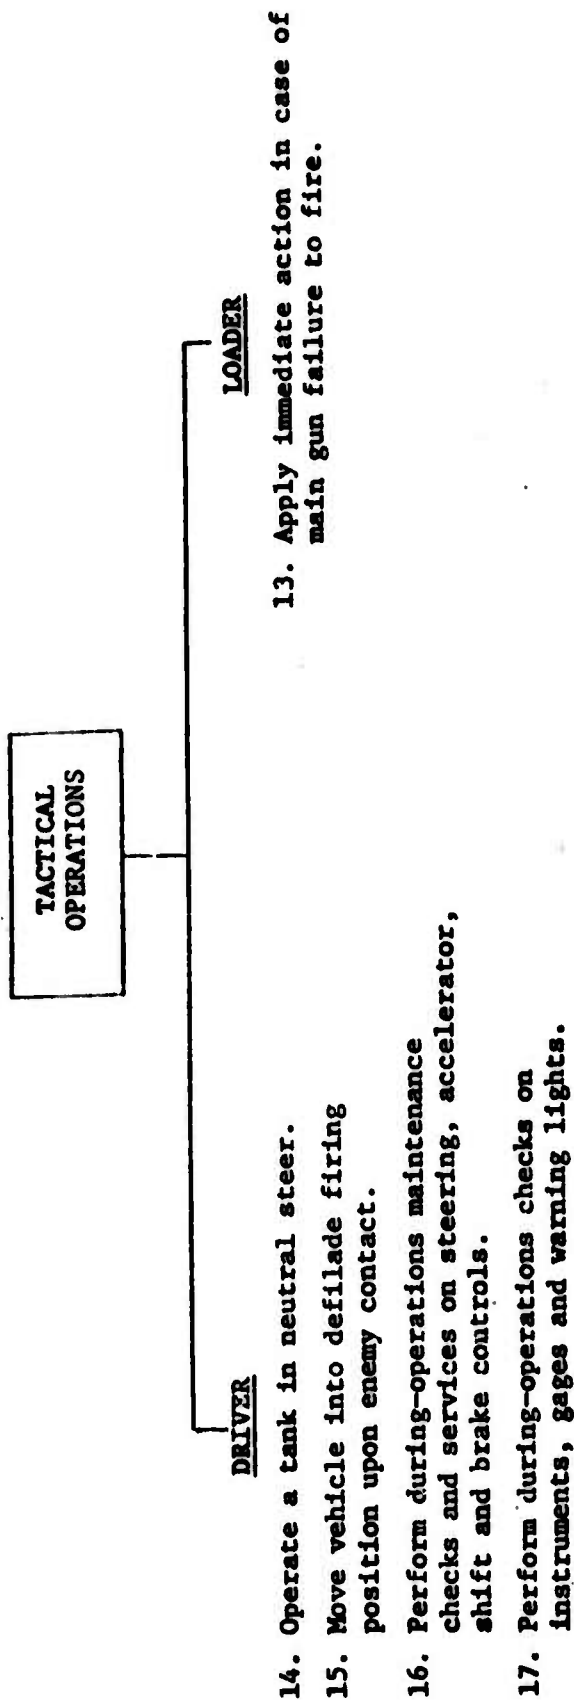 TACTICAL
OPERATIONS
DRIVER
14. Operate a tank in neutral steer.
15. Move vehicle into defilade firing
position upon enemy contact.
16. Perform during-operations maintenance
checks and services on steering, accelerator,
shift and brake controls.
17. Perform during-operations checks on
instruments, gages and warning lights.
LOADER
13. Apply immediate action in case of
main gun failure to fire.